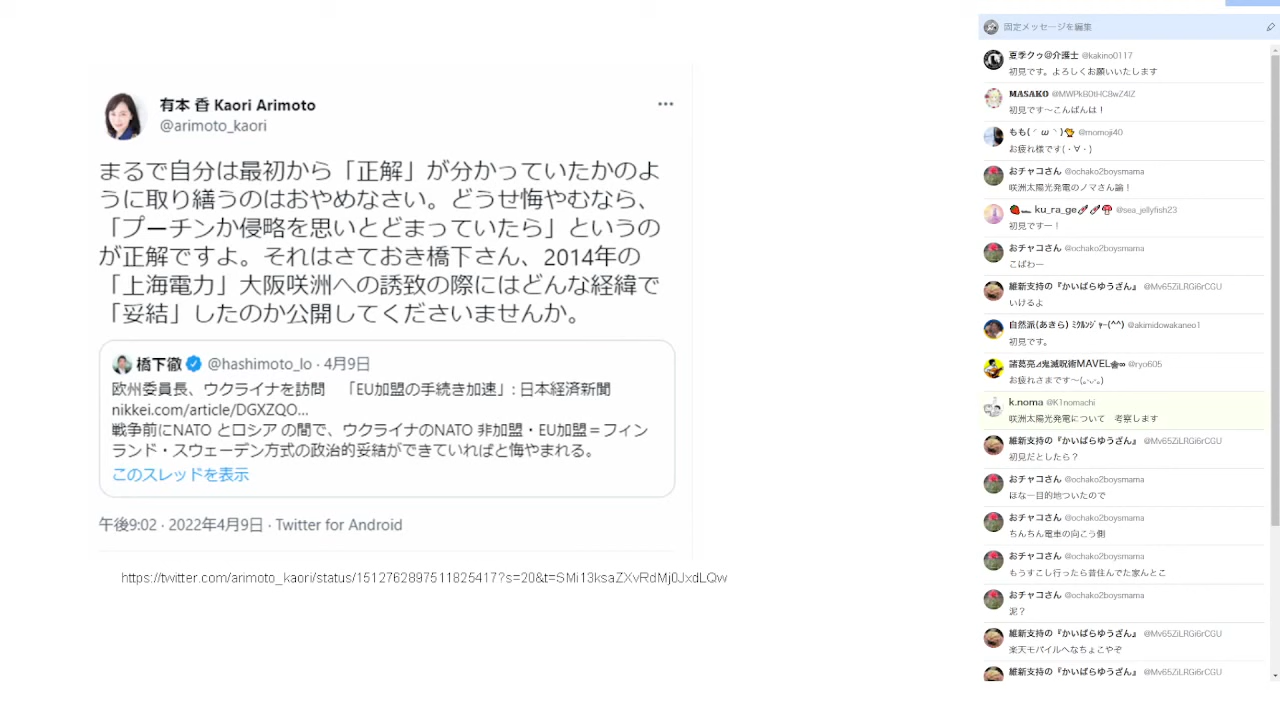 有本 香 Kaori Arimoto
@arimoto_kaori
まるで自分は最初から「正解」が分かっていたかのよ
うに取り繕うのはおやめなさい。どうせ悔やむなら、
「プーチンが侵略を思いとどまっていたら」というの
が正解ですよ。それはさておき橋下さん、2014年の
「上海電力」大阪咲洲への誘致の際にはどんな経緯で
「妥結」したのか公開してくださいませんか。
橋下徹 @hashimoto_lo · 4月9日
欧州委員長、ウクライナを訪問 「EU加盟の手続き加速」: 日本経済新聞
nikkei.com/article/DGXZQO...
戦争前にNATO とロシア の間で、ウクライナのNATO 非加盟・EU加盟＝フィン
ランド・スウェーデン方式の政治的妥結ができていればと悔やまれる。
このスレッドを表示
午後9:02 · 2022年4月9日 · Twitter for Android
https://twitter.com/arimoto_kaori/status/1512762897511825417?s=20&t=SMi13ksaZXvRdMj0JxdLQw
固定メッセージを編集
夏季クゥ＠介護士 @kakino0117
初見です。よろしくお願いいたします
MASAKO
初見です〜こんばんは！
もも(´ω`) @momoji40
お疲れ様です(・∀・)
おチャコさん @ochako2boysmama
咲洲太陽光発電のノマさん論！
ku_ra_ge @sea_jellyfish23
初見ですー！
おチャコさん @ochako2boysmama
こばわー
維新支持の『かいばらゆうざん』 @Mv65ZiLRGi6rCGU
いけるよ
自然派(あきら) ﾐｸﾙﾝｼﾞｬｰ(^^) @akimidowakaneo1
初見です。
諸葛亮⊿鬼滅呪術MAVEL @ryo605
お疲れさまです〜(｡ᵕᴗᵕ｡)
k.noma @K1nomachi
咲洲太陽光発電について 考察します
維新支持の『かいばらゆうざん』 @Mv65ZiLRGi6rCGU
初見だとしたら？
おチャコさん @ochako2boysmama
ほな一目的地ついたので
おチャコさん @ochako2boysmama
ちんちん電車の向こう側
おチャコさん @ochako2boysmama
もうすこし行ったら昔住んでた家んとこ
おチャコさん @ochako2boysmama
泥？
維新支持の『かいばらゆうざん』 @Mv65ZiLRGi6rCGU
楽天モバイルへなちょこやぞ
維新支持の『かいばらゆうざん』 @Mv65ZiLRGi6rCGU